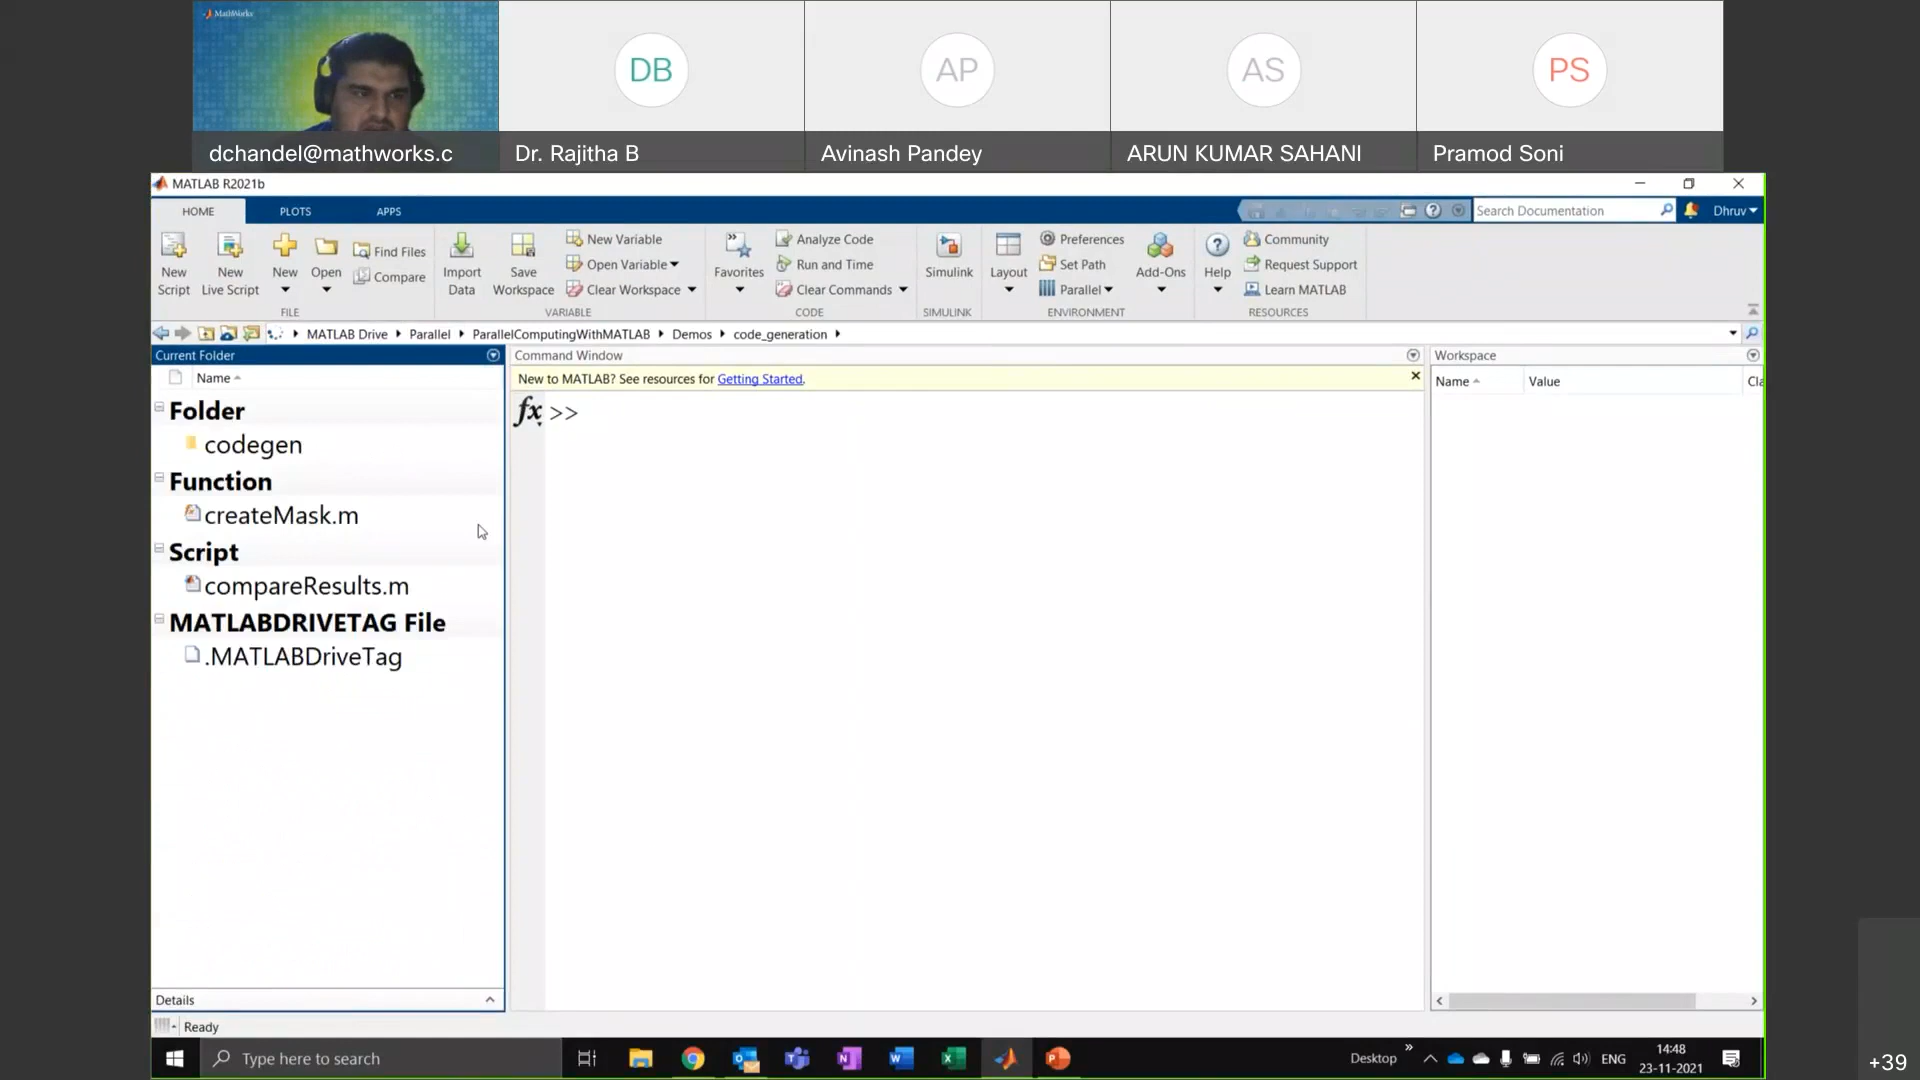 MathWorks
DB
AP
AS
PS
dchandel@mathworks.c
Dr. Rajitha B
Avinash Pandey
ARUN KUMAR SAHANI
Pramod Soni
MATLAB R2021b
HOME PLOTS APPS
Search Documentation
Dhruv
New Script
New Live Script
New
Open
Find Files
Compare
FILE
Import Data
Save Workspace
New Variable
Open Variable
Clear Workspace
VARIABLE
Favorites
Analyze Code
Run and Time
Clear Commands
CODE
Simulink
SIMULINK
Layout
Preferences
Set Path
Parallel
Add-Ons
ENVIRONMENT
Help
Community
Request Support
Learn MATLAB
RESOURCES
MATLAB Drive Parallel ParallelComputingWithMATLAB Demos code_generation
Current Folder
Name
Folder
codegen
Function
createMask.m
Script
compareResults.m
MATLABDRIVETAG File
.MATLABDriveTag
Details
Command Window
New to MATLAB? See resources for Getting Started.
fx >>
Workspace
Name Value Cla
Ready
Type here to search
Desktop
ENG
14:48
23-11-2021
+39